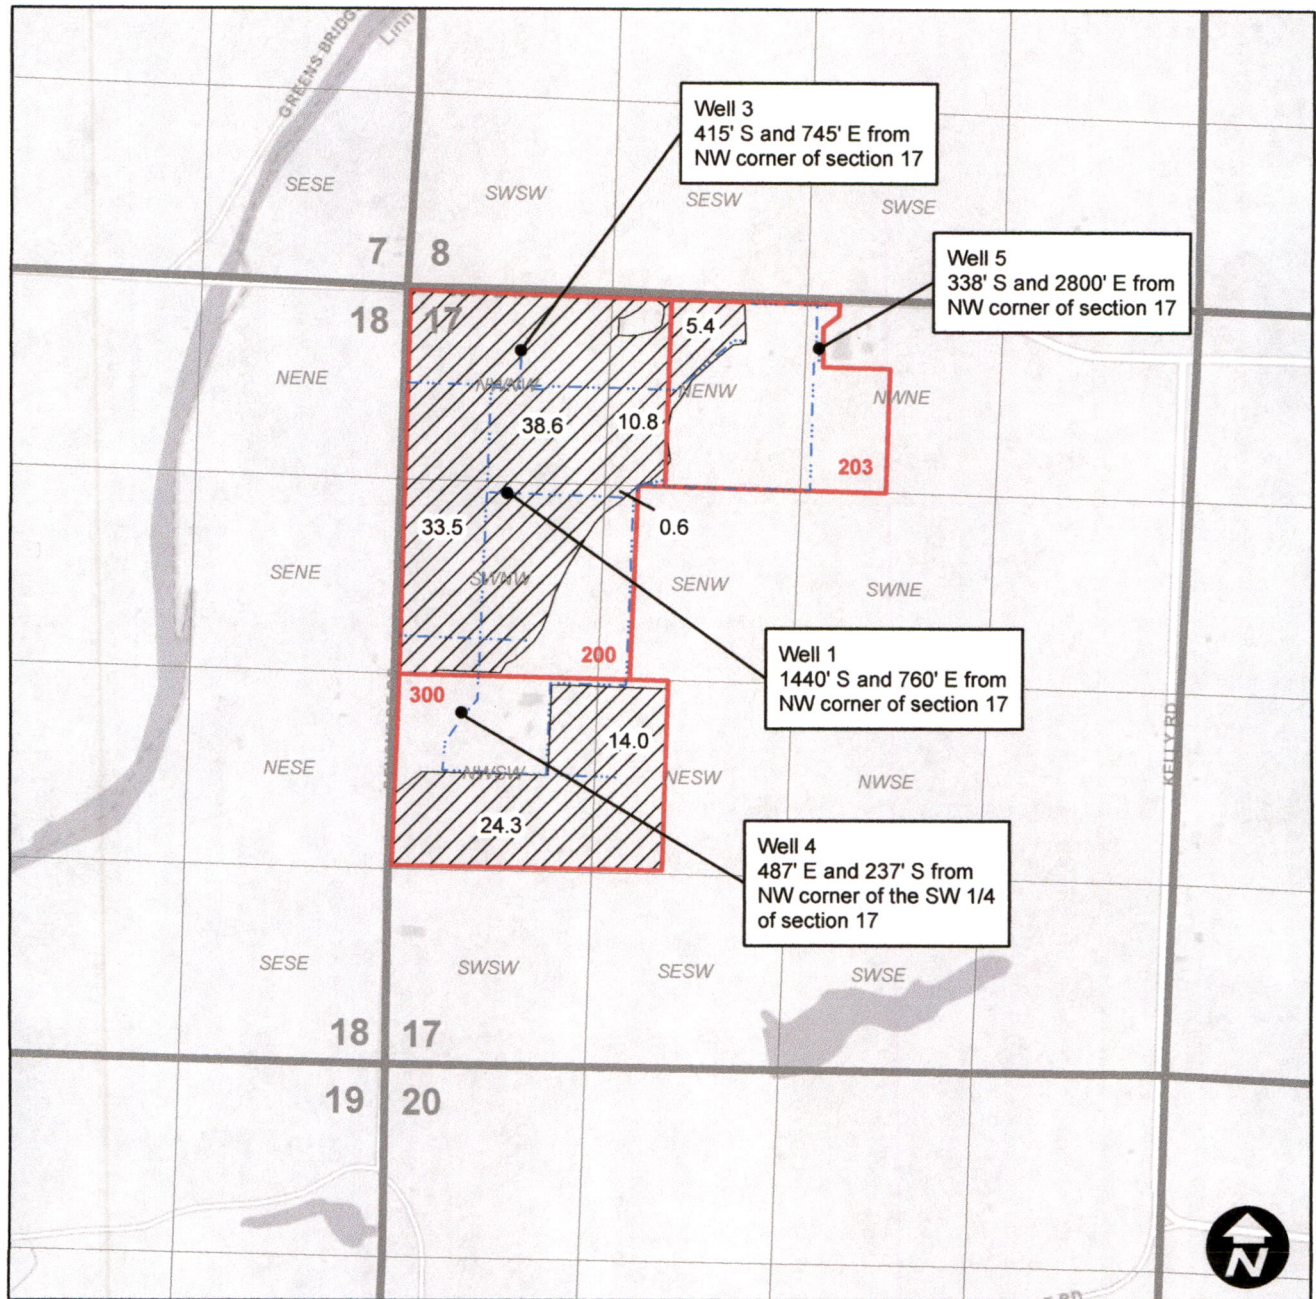 GREENS BRIDGE
Linn
Well 3
415' S and 745' E from
NW corner of section 17
SESE
SWSW
SESW
SWSE
7
8
Well 5
338' S and 2800' E from
NW corner of section 17
18
17
5.4
NENE
NWNW
NENW
NWNE
38.6
10.8
203
33.5
0.6
SENE
SWNW
SENW
SWNE
200
Well 1
1440' S and 760' E from
NW corner of section 17
300
14.0
KELLY RD
NESE
NWSW
NESW
NWSE
24.3
Well 4
487' E and 237' S from
NW corner of the SW 1/4
of section 17
SESE
SWSW
SESW
SWSE
18
17
19
20
N
RD